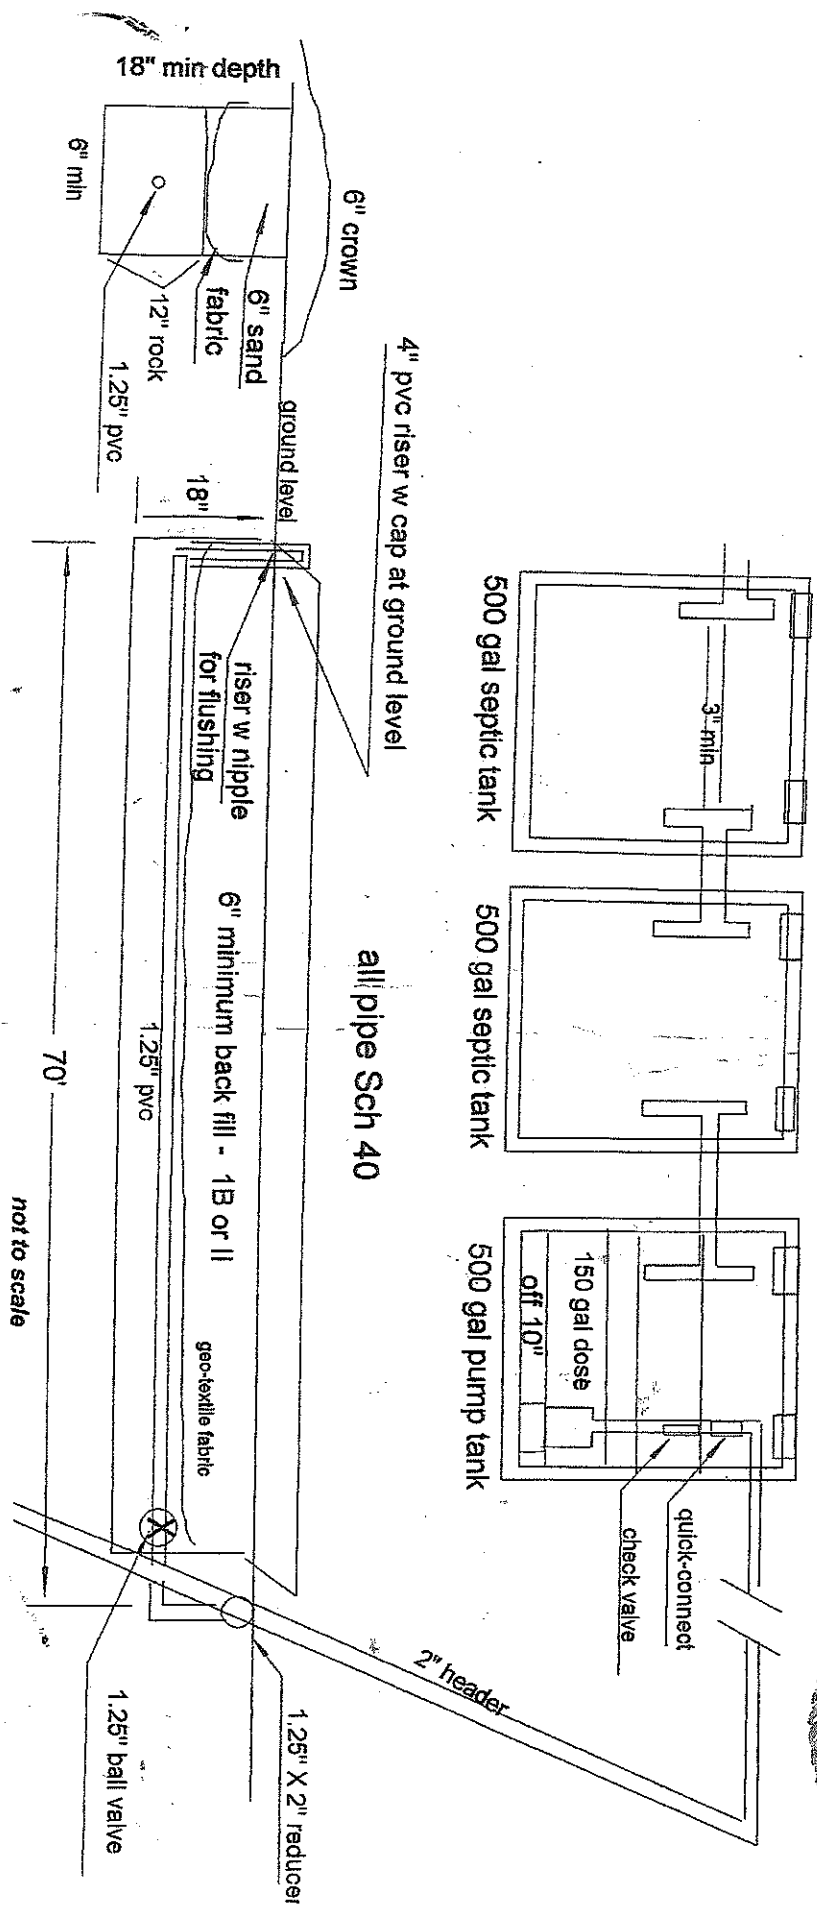 500 gal septic tank
3" min
500 gal septic tank
500 gal pump tank
150 gal dose
off 10"
quick-connect
check valve
2" header
4" pvc riser w cap at ground level
all pipe Sch 40
6" crown
18" min depth
6" min
6" sand
fabric
12" rock
1.25" pvc
ground level
18"
riser w nipple
for flushing
6" minimum back fill - 1B or II
geo-textile fabric
1.25" pvc
1.25" X 2" reducer
1.25" ball valve
70'
not to scale